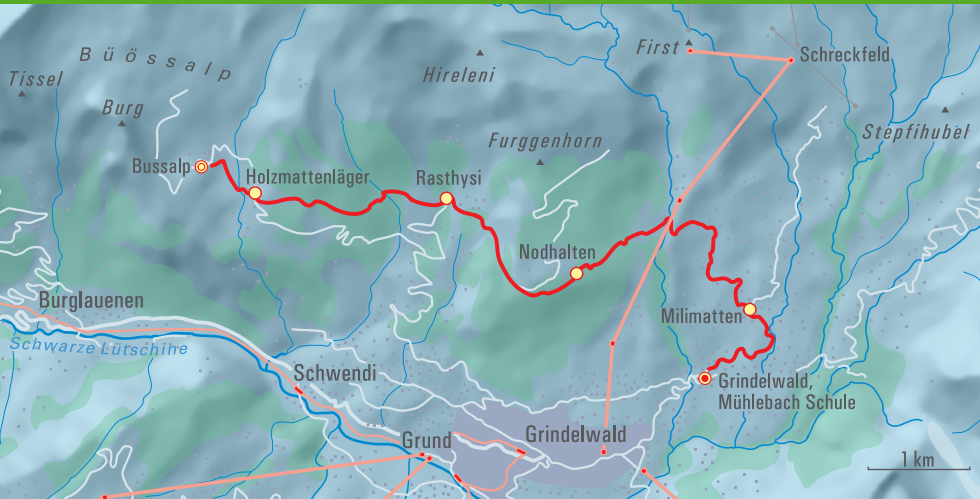 Büössalp
First
Schreckfeld
Hireleni
Tissel
Burg
Stepfihubel
Furggenhorn
Bussalp
Holzmattenläger
Rasthysi
Nodhalten
Burglauenen
Milimatten
Schwarze Lütschine
Schwendi
Grindelwald,
Mühlebach Schule
Grund
Grindelwald
1 km